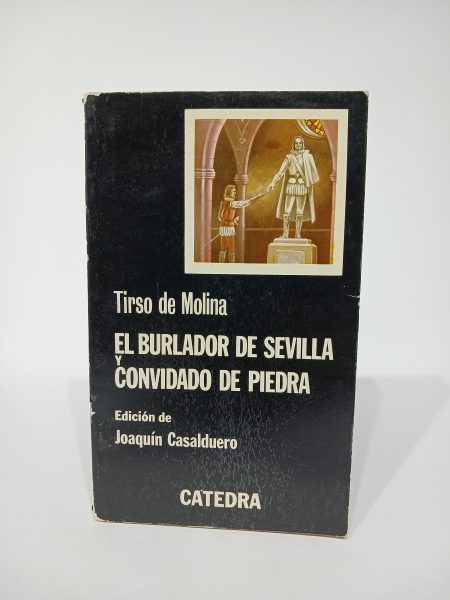 Tirso de Molina
EL BURLADOR DE SEVILLA
Y
CONVIDADO DE PIEDRA
Edición de
Joaquín Casalduero
CATEDRA